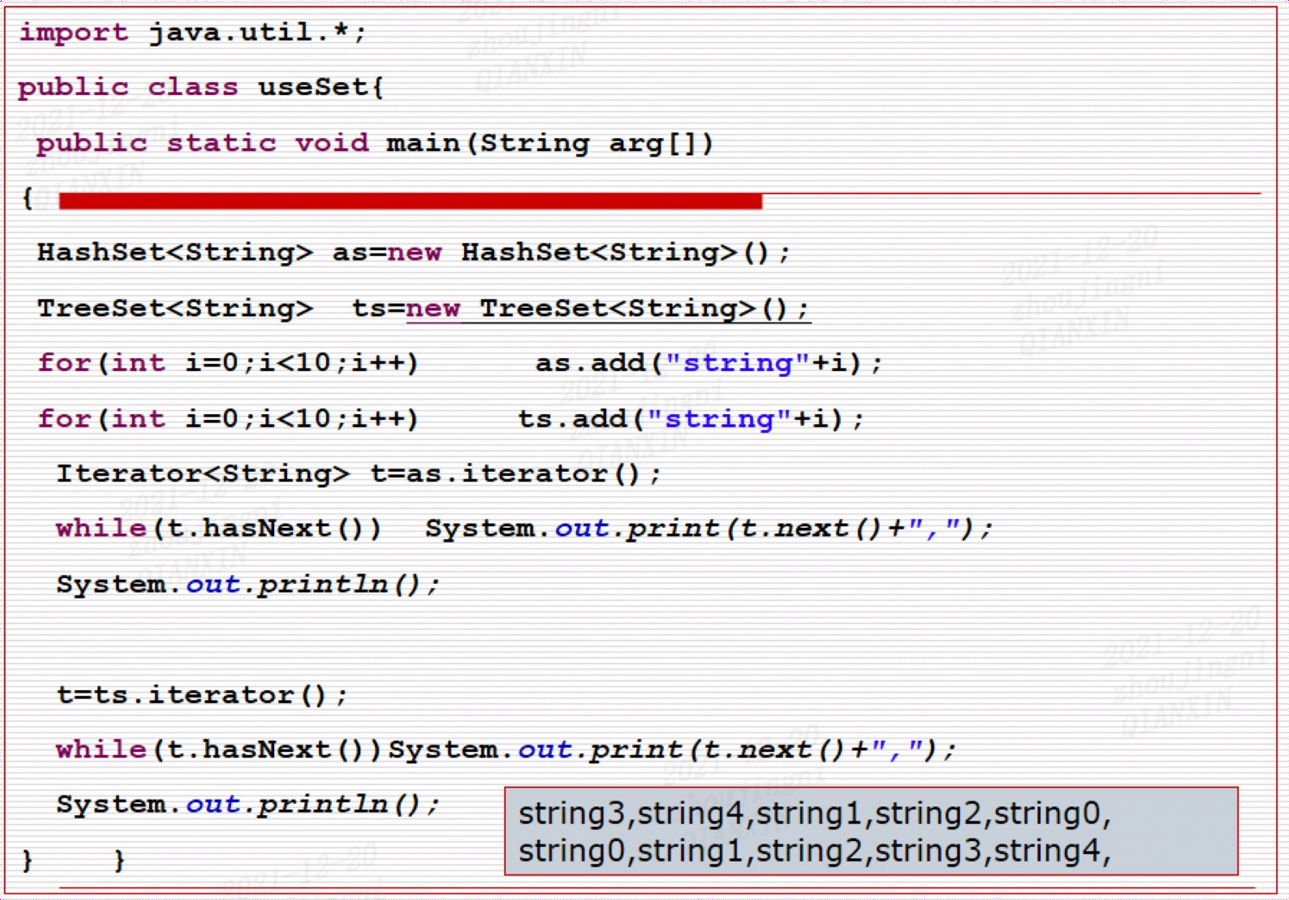 import java.util.*;
public class useSet{
public static void main(String arg[])
{
HashSet<String> as=new HashSet<String>();
TreeSet<String> ts=new TreeSet<String>();
for(int i=0;i<10;i++) as.add("string"+i);
for(int i=0;i<10;i++) ts.add("string"+i);
Iterator<String> t=as.iterator();
while(t.hasNext()) System.out.print(t.next()+",");
System.out.println();
t=ts.iterator();
while(t.hasNext())System.out.print(t.next()+",");
System.out.println();
} }
string3,string4,string1,string2,string0,
string0,string1,string2,string3,string4,
2021-12-20
zhoujingni
QIANXIN